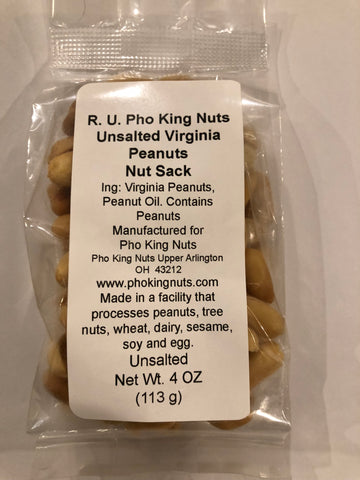 R. U. Pho King Nuts
Unsalted Virginia
Peanuts
Nut Sack
Ing: Virginia Peanuts,
Peanut Oil. Contains
Peanuts
Manufactured for
Pho King Nuts
Pho King Nuts Upper Arlington
OH 43212
www.phokingnuts.com
Made in a facility that
processes peanuts, tree
nuts, wheat, dairy, sesame,
soy and egg.
Unsalted
Net Wt. 4 OZ
(113 g)